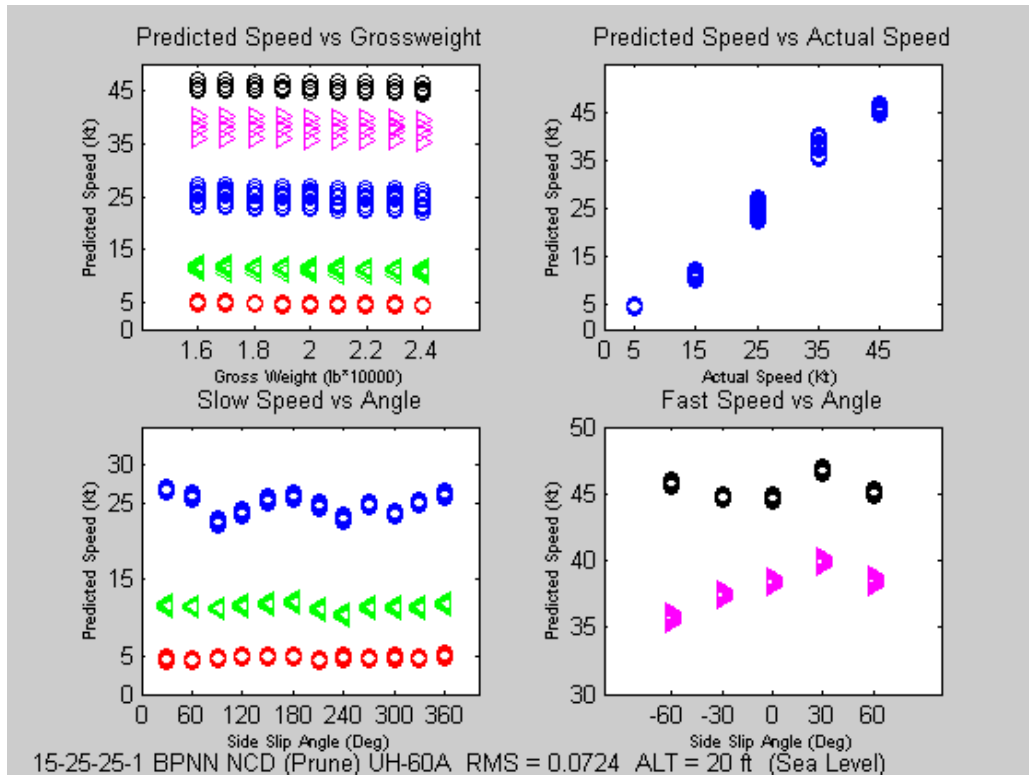 Predicted Speed vs Grossweight
Predicted Speed (Kt)
45
35
25
15
5
0
1.6 1.8 2 2.2 2.4
Gross Weight (lb*10000)
Predicted Speed vs Actual Speed
Predicted Speed (Kt)
45
35
25
15
5
0
0 5 15 25 35 45
Actual Speed (Kt)
Slow Speed vs Angle
Predicted Speed (Kt)
30
25
15
5
0
0 60 120 180 240 300 360
Side Slip Angle (Deg)
Fast Speed vs Angle
Predicted Speed (Kt)
50
45
40
35
30
-60 -30 0 30 60
Side Slip Angle (Deg)
15-25-25-1 BPNN NCD (Prune) UH-60A RMS = 0.0724 ALT = 20 ft (Sea Level)